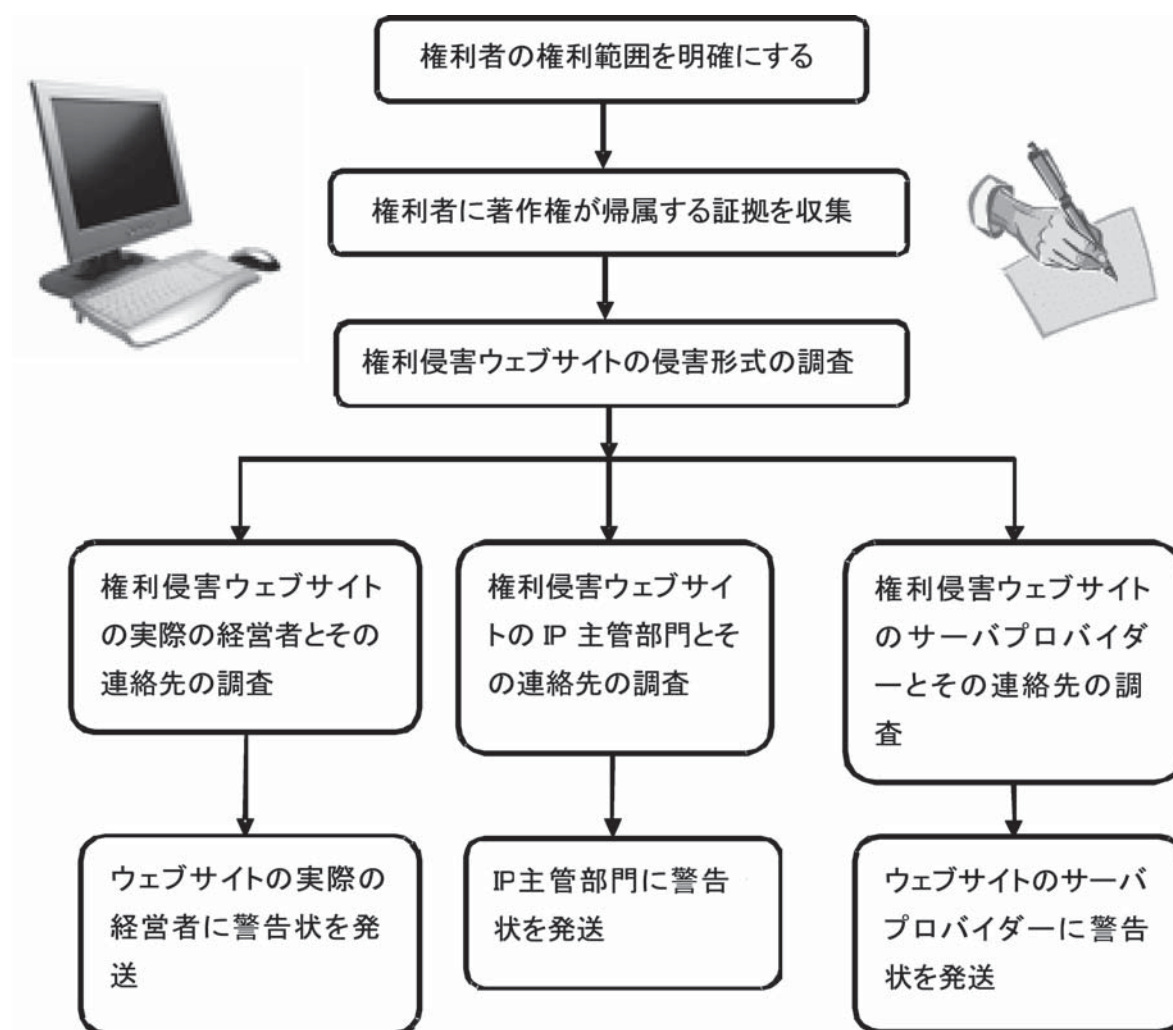 権利者の権利範囲を明確にする
権利者に著作権が帰属する証拠を収集
権利侵害ウェブサイトの侵害形式の調査
権利侵害ウェブサイト
の実際の経営者とその
連絡先の調査
権利侵害ウェブサイ
トの IP 主管部門とそ
の連絡先の調査
権利侵害ウェブサイト
のサーバプロバイダ
ーとその連絡先の調
査
ウェブサイトの実際の
経営者に警告状を発
送
IP主管部門に警告
状を発送
ウェブサイトのサーバ
プロバイダーに警告
状を発送